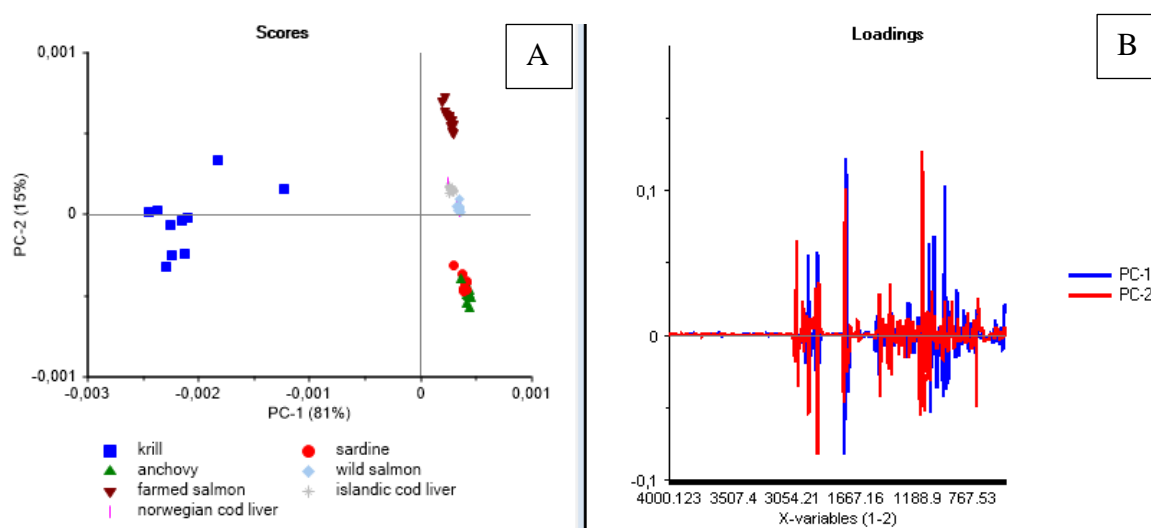 Scores
A
0,001
0
-0,001
PC-2 (15%)
-0,003
-0,002
-0,001
0
0,001
PC-1 (81%)
krill
sardine
anchovy
wild salmon
farmed salmon
islandic cod liver
norwegian cod liver
Loadings
B
0,1
0
-0,1
4000.123 3507.4 3054.21 1667.16 1188.9 767.53
X-variables (1-2)
PC-1
PC-2